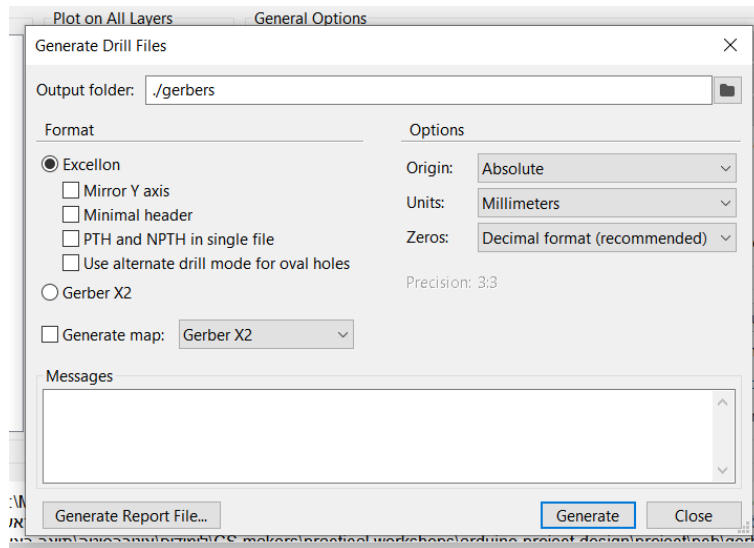 Plot on All Layers General Options
Generate Drill Files
Output folder: ./gerbers
Format Options
Excellon
Mirror Y axis
Minimal header
PTH and NPTH in single file
Use alternate drill mode for oval holes
Gerber X2
Generate map: Gerber X2
Origin: Absolute
Units: Millimeters
Zeros: Decimal format (recommended)
Precision: 3:3
Messages
Generate Report File... Generate Close